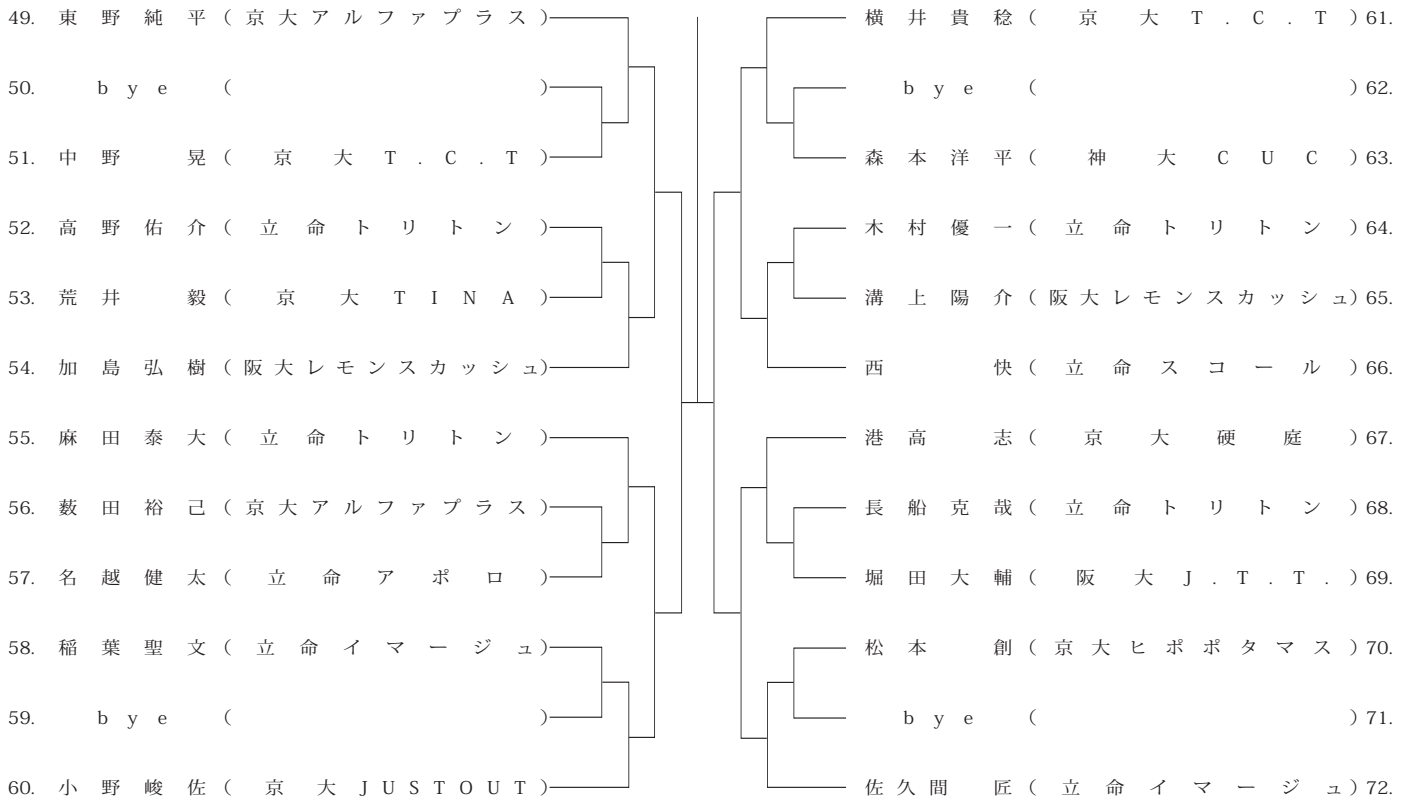 49. 東野純平(京大アルファプラス)
50. bye ( )
51. 中野 晃(京大T.C.T)
52. 高野佑介(立命トリトン)
53. 荒井 毅(京大TINA)
54. 加島弘樹(阪大レモンスカッシュ)
55. 麻田泰大(立命トリトン)
56. 薮田裕己(京大アルファプラス)
57. 名越健太(立命アポロ)
58. 稲葉聖文(立命イマージュ)
59. bye ( )
60. 小野峻佐(京大JUSTOUT)
横井貴稔(京大T.C.T)61.
bye ( )62.
森本洋平(神大CUC)63.
木村優一(立命トリトン)64.
溝上陽介(阪大レモンスカッシュ)65.
西 快(立命スコール)66.
港高 志(京大硬庭)67.
長船克哉(立命トリトン)68.
堀田大輔(阪大J.T.T.)69.
松本 創(京大ヒポポタマス)70.
bye ( )71.
佐久間 匠(立命イマージュ)72.